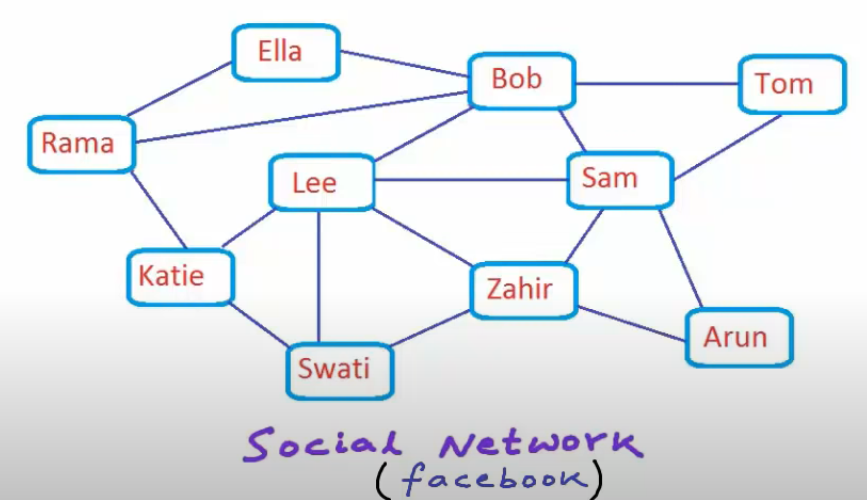 Ella
Bob
Tom
Rama
Lee
Sam
Katie
Zahir
Arun
Swati
Social Network
(facebook)